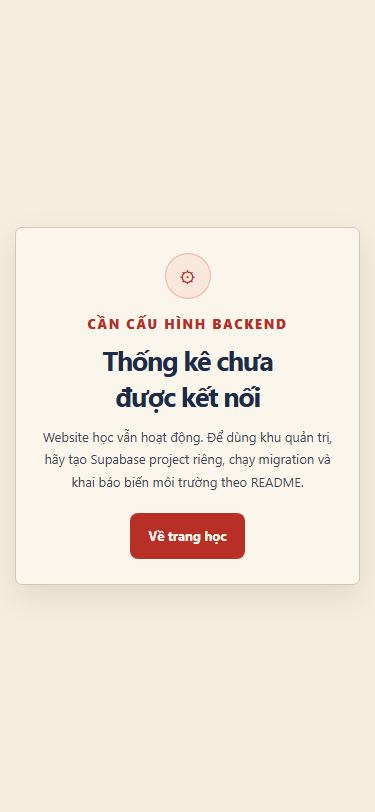 CẦN CẤU HÌNH BACKEND
Thống kê chưa
được kết nối
Website học vẫn hoạt động. Để dùng khu quản trị,
hãy tạo Supabase project riêng, chạy migration và
khai báo biến môi trường theo README.
Về trang học